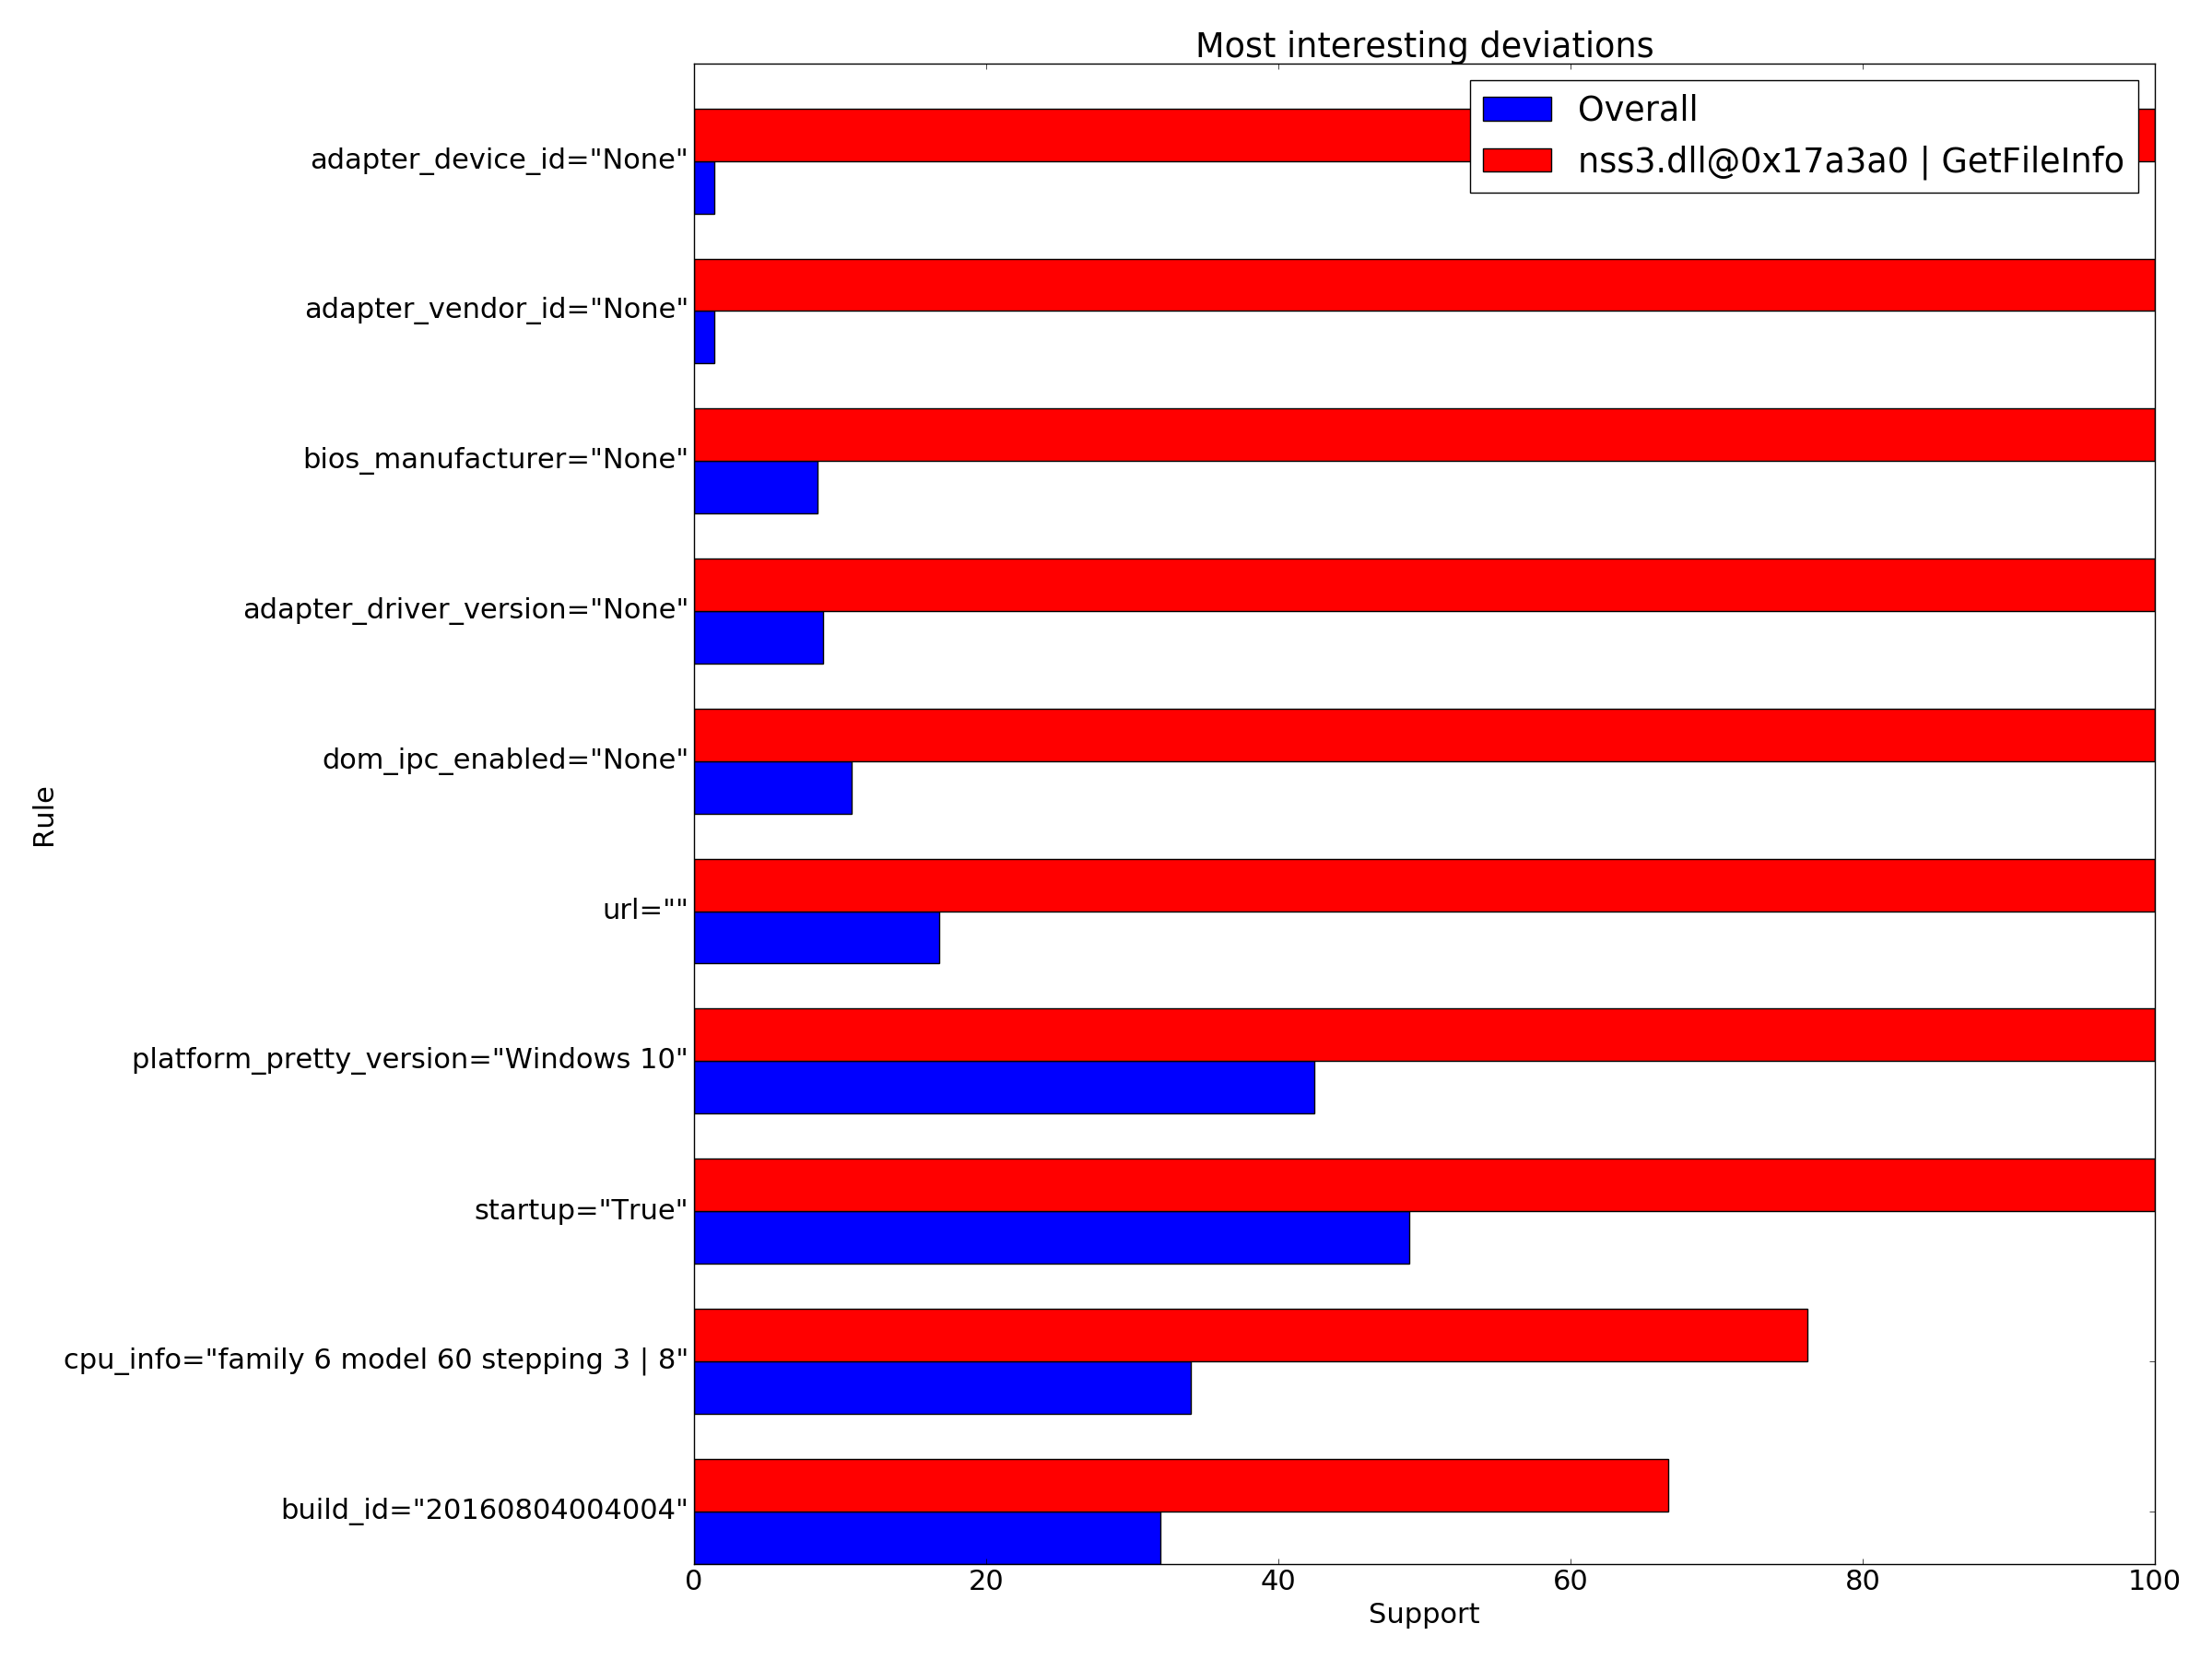 Most interesting deviations
Overall
nss3.dll@0x17a3a0 | GetFileInfo
adapter_device_id="None"
adapter_vendor_id="None"
bios_manufacturer="None"
adapter_driver_version="None"
dom_ipc_enabled="None"
url=""
platform_pretty_version="Windows 10"
startup="True"
cpu_info="family 6 model 60 stepping 3 | 8"
build_id="20160804004004"
Rule
0 20 40 60 80 100
Support